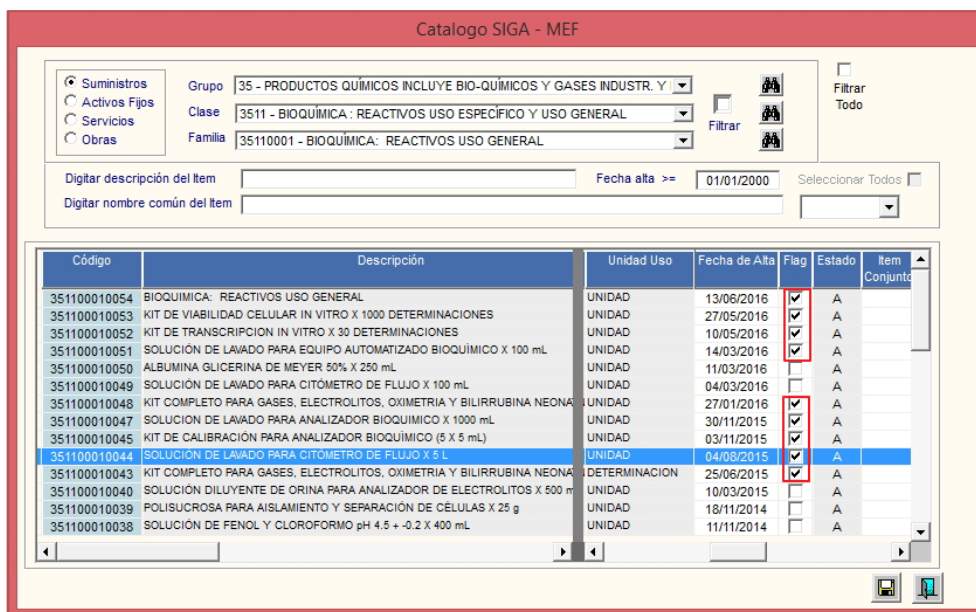 Catalogo SIGA - MEF
Suministros
Activos Fijos
Servicios
Obras
Grupo 35 - PRODUCTOS QUÍMICOS INCLUYE BIO-QUÍMICOS Y GASES INDUSTR. Y
Clase 3511 - BIOQUÍMICA : REACTIVOS USO ESPECÍFICO Y USO GENERAL
Familia 35110001 - BIOQUÍMICA: REACTIVOS USO GENERAL
Filtrar
Filtrar
Todo
Digitar descripción del Item Fecha alta >= 01/01/2000 Seleccionar Todos
Digitar nombre común del Item
Código Descripción Unidad Uso Fecha de Alta Flag Estado Item Conjunto
351100010054 BIOQUIMICA: REACTIVOS USO GENERAL UNIDAD 13/06/2016 A
351100010053 KIT DE VIABILIDAD CELULAR IN VITRO X 1000 DETERMINACIONES UNIDAD 27/05/2016 A
351100010052 KIT DE TRANSCRIPCION IN VITRO X 30 DETERMINACIONES UNIDAD 10/05/2016 A
351100010051 SOLUCIÓN DE LAVADO PARA EQUIPO AUTOMATIZADO BIOQUÍMICO X 100 mL UNIDAD 14/03/2016 A
351100010050 ALBUMINA GLICERINA DE MEYER 50% X 250 mL UNIDAD 11/03/2016 A
351100010049 SOLUCIÓN DE LAVADO PARA CITÓMETRO DE FLUJO X 100 mL UNIDAD 04/03/2016 A
351100010048 KIT COMPLETO PARA GASES, ELECTROLITOS, OXIMETRIA Y BILIRRUBINA NEONA UNIDAD 27/01/2016 A
351100010047 SOLUCION DE LAVADO PARA ANALIZADOR BIOQUIMICO X 1000 mL UNIDAD 30/11/2015 A
351100010045 KIT DE CALIBRACIÓN PARA ANALIZADOR BIOQUÍMICO (5 X 5 mL) UNIDAD 03/11/2015 A
351100010044 SOLUCIÓN DE LAVADO PARA CITÓMETRO DE FLUJO X 5 L UNIDAD 04/08/2015 A
351100010043 KIT COMPLETO PARA GASES, ELECTROLITOS, OXIMETRIA Y BILIRRUBINA NEONA DETERMINACION 25/06/2015 A
351100010040 SOLUCIÓN DILUYENTE DE ORINA PARA ANALIZADOR DE ELECTROLITOS X 500 m UNIDAD 10/03/2015 A
351100010039 POLISUCROSA PARA AISLAMIENTO Y SEPARACIÓN DE CÉLULAS X 25 g UNIDAD 18/11/2014 A
351100010038 SOLUCIÓN DE FENOL Y CLOROFORMO pH 4.5 + -0.2 X 400 mL UNIDAD 11/11/2014 A